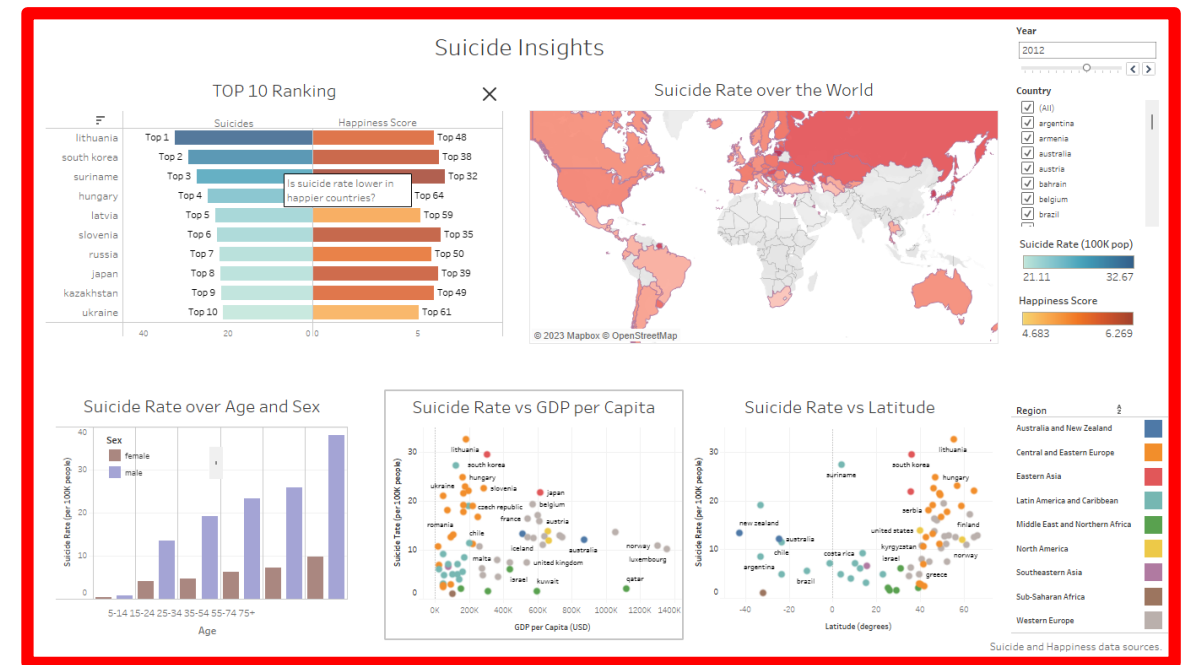 Suicide Insights
Year
2012
Country
(All)
argentina
armenia
australia
austria
bahrain
belgium
brazil
Suicide Rate (100K pop)
21.11 32.67
Happiness Score
4.683 6.269
TOP 10 Ranking
Suicides Happiness Score
lithuania Top 1 Top 48
south korea Top 2 Top 38
suriname Top 3 Top 32
hungary Top 4 Top 64
latvia Top 5 Top 59
slovenia Top 6 Top 35
russia Top 7 Top 50
japan Top 8 Top 39
kazakhstan Top 9 Top 49
ukraine Top 10 Top 61
40 20 0 0 5
Is suicide rate lower in
happier countries?
Suicide Rate over the World
© 2023 Mapbox © OpenStreetMap
Suicide Rate over Age and Sex
Suicide Rate (per 100K people)
40
30
20
10
0
Sex
female
male
5-14 15-24 25-34 35-54 55-74 75+
Age
Suicide Rate vs GDP per Capita
Suicide Tate (per 100K people)
30
20
10
0
lithuania
south korea
hungary
ukraine
slovenia
japan
czech republic
belgium
france
austria
romania
iceland
australia
norway
luxembourg
malta
united kingdom
israel
kuwait
qatar
0K 200K 400K 600K 800K 1000K 1200K 1400K
GDP per Capita (USD)
Suicide Rate vs Latitude
Suicide Rate (per 100K people)
30
20
10
0
lithuania
south korea
suriname
hungary
serbia
new zealand
united states
finland
australia
chile
costa rica
kyrgyzstan
israel
norway
argentina
brazil
greece
-40 -20 0 20 40 60
Latitude (degrees)
Region
Australia and New Zealand
Central and Eastern Europe
Eastern Asia
Latin America and Caribbean
Middle East and Northern Africa
North America
Southeastern Asia
Sub-Saharan Africa
Western Europe
Suicide and Happiness data sources.